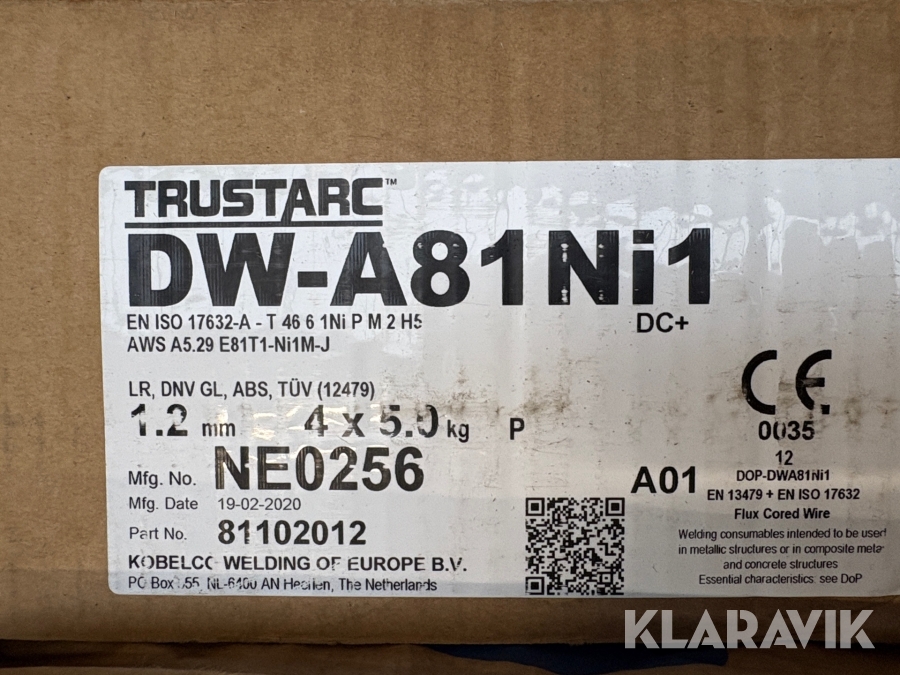 TRUSTARC™
DW-A81Ni1
EN ISO 17632-A - T 46 6 1Ni P M 2 H5
DC+
AWS A5.29 E81T1-Ni1M-J
LR, DNV GL, ABS, TÜV (12479)
1.2 mm 4 x 5.0 kg P
CE
0035
12
Mfg. No. NE0256
A01
DOP-DWA81Ni1
EN 13479 + EN ISO 17632
Mfg. Date 19-02-2020
Flux Cored Wire
Part No. 81102012
Welding consumables intended to be used
in metallic structures or in composite metal
and concrete structures
Essential characteristics: see DoP
KOBELCO WELDING OF EUROPE B.V.
PO Box NL-6400 AN Heerlen, The Netherlands
KLARAVIK